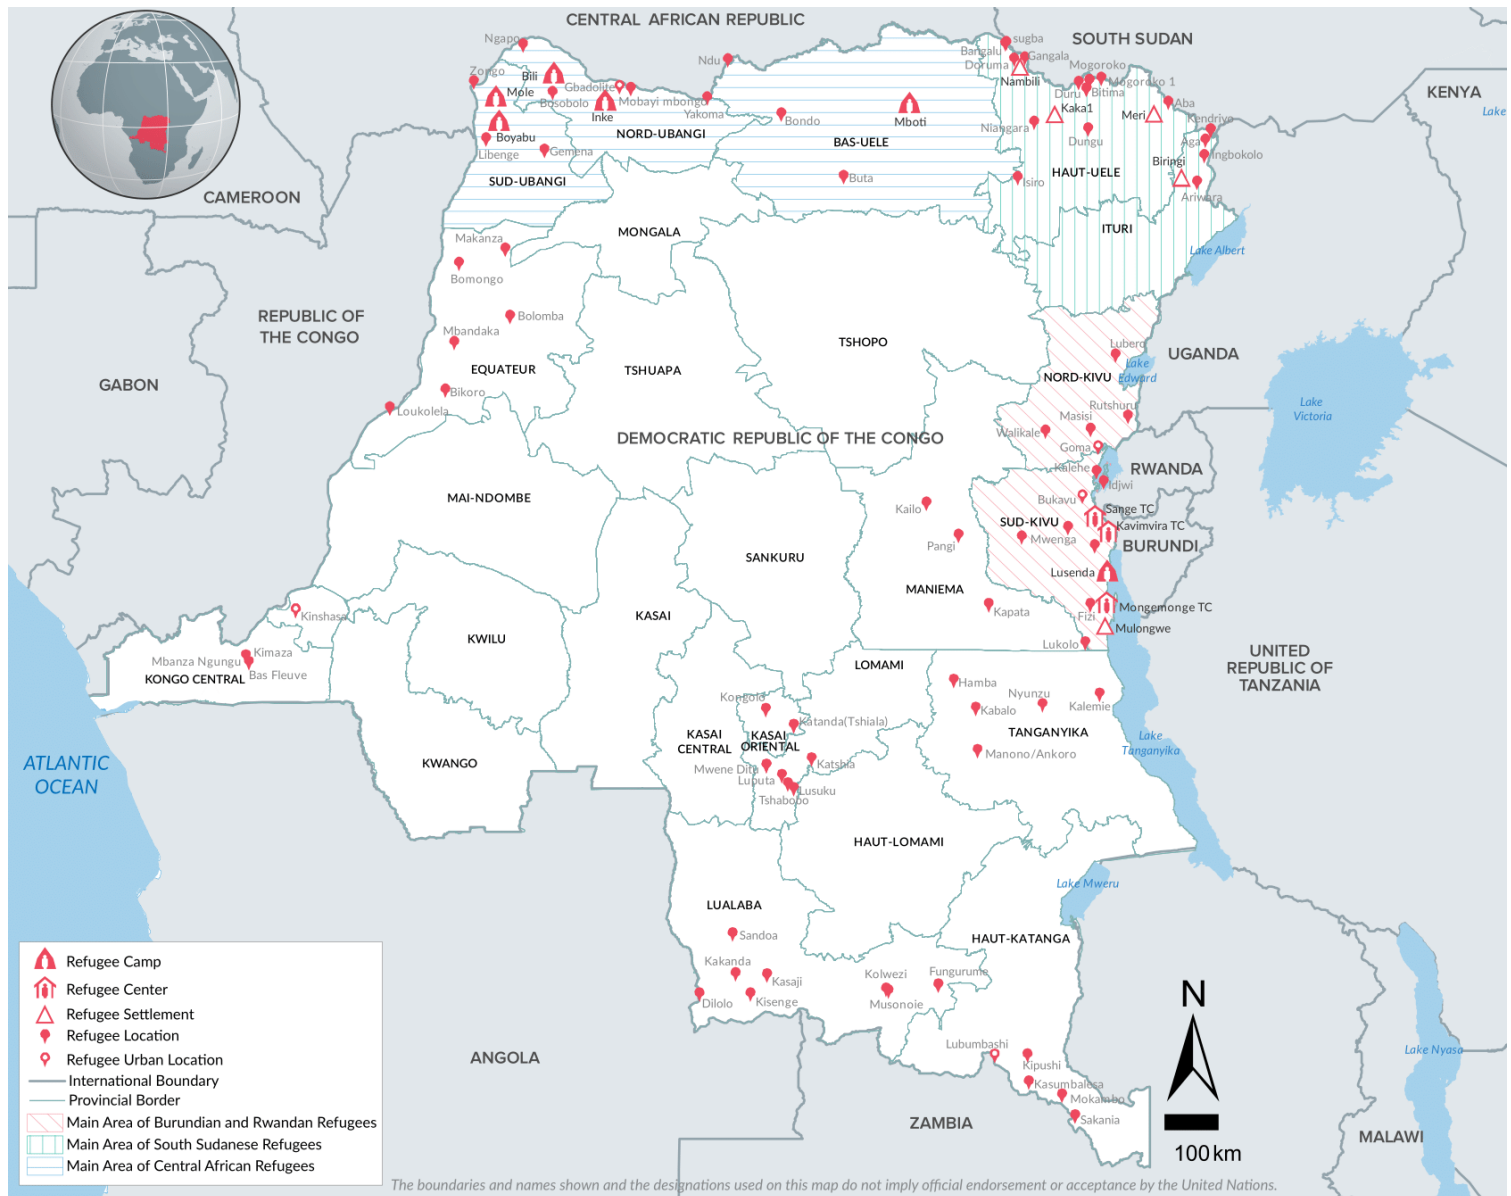 CENTRAL AFRICAN REPUBLIC
SOUTH SUDAN
KENYA
Lake
CAMEROON
REPUBLIC OF
THE CONGO
GABON
UGANDA
RWANDA
BURUNDI
UNITED
REPUBLIC OF
TANZANIA
MALAWI
ZAMBIA
ANGOLA
DEMOCRATIC REPUBLIC OF THE CONGO
ATLANTIC
OCEAN
Lake Albert
Lake
Edward
Lake
Victoria
Lake
Tanganyika
Lake Mweru
Lake Nyasa
Ngapo
Zongo
Bili
Mole
Bosobolo
Gbadolite
Inke
Mobayi mbongo
Boyabu
Libenge
Gemena
NORD-UBANGI
SUD-UBANGI
Ndu
Yakoma
Bondo
BAS-UELE
Mboti
Buta
sugba
Bangalu
Gangala
Doruma
Nambili
Mogoroko
Mogoroko 1
Duru
Bitima
Kaka1
Niangara
Dungu
Meri
Aba
Kendrivo
Aga
Ingbokolo
Biringi
Ariwara
HAUT-UELE
Isiro
ITURI
MONGALA
Makanza
Bomongo
Bolomba
Mbandaka
EQUATEUR
Bikoro
Loukolela
TSHUAPA
TSHOPO
Lubero
NORD-KIVU
Rutshuru
Masisi
Walikale
Goma
Kalehe
Idjwi
Bukavu
Sange TC
SUD-KIVU
Kavimvira TC
Mwenga
Lusenda
Mongemonge TC
Fizi
Mulongwe
Lukolo
Kailo
Pangi
MANIEMA
Kapata
MAI-NDOMBE
SANKURU
KASAI
KWILU
Kinshasa
Kimaza
Mbanza Ngungu
Bas Fleuve
KONGO CENTRAL
KWANGO
LOMAMI
Hamba
Nyunzu
Kabalo
Kalemie
TANGANYIKA
Manono/Ankoro
Kongolo
Katanda(Tshiala)
KASAI
CENTRAL
KASAI
ORIENTAL
Katshia
Mwene Ditu
Luputa
Lusuku
Tshabobo
HAUT-LOMAMI
LUALABA
Sandoa
Kakanda
Kasaji
Dilolo
Kisenge
Kolwezi
Musonoie
Fungurume
HAUT-KATANGA
Lubumbashi
Kipushi
Kasumbalesa
Mokambo
Sakania
N
100 km
Refugee Camp
Refugee Center
Refugee Settlement
Refugee Location
Refugee Urban Location
International Boundary
Provincial Border
Main Area of Burundian and Rwandan Refugees
Main Area of South Sudanese Refugees
Main Area of Central African Refugees
The boundaries and names shown and the designations used on this map do not imply official endorsement or acceptance by the United Nations.